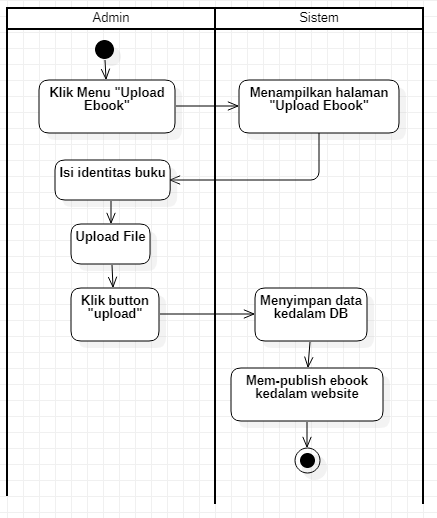 Admin
Sistem
Klik Menu "Upload
Ebook"
Menampilkan halaman
"Upload Ebook"
Isi identitas buku
Upload File
Klik button
"upload"
Menyimpan data
kedalam DB
Mem-publish ebook
kedalam website